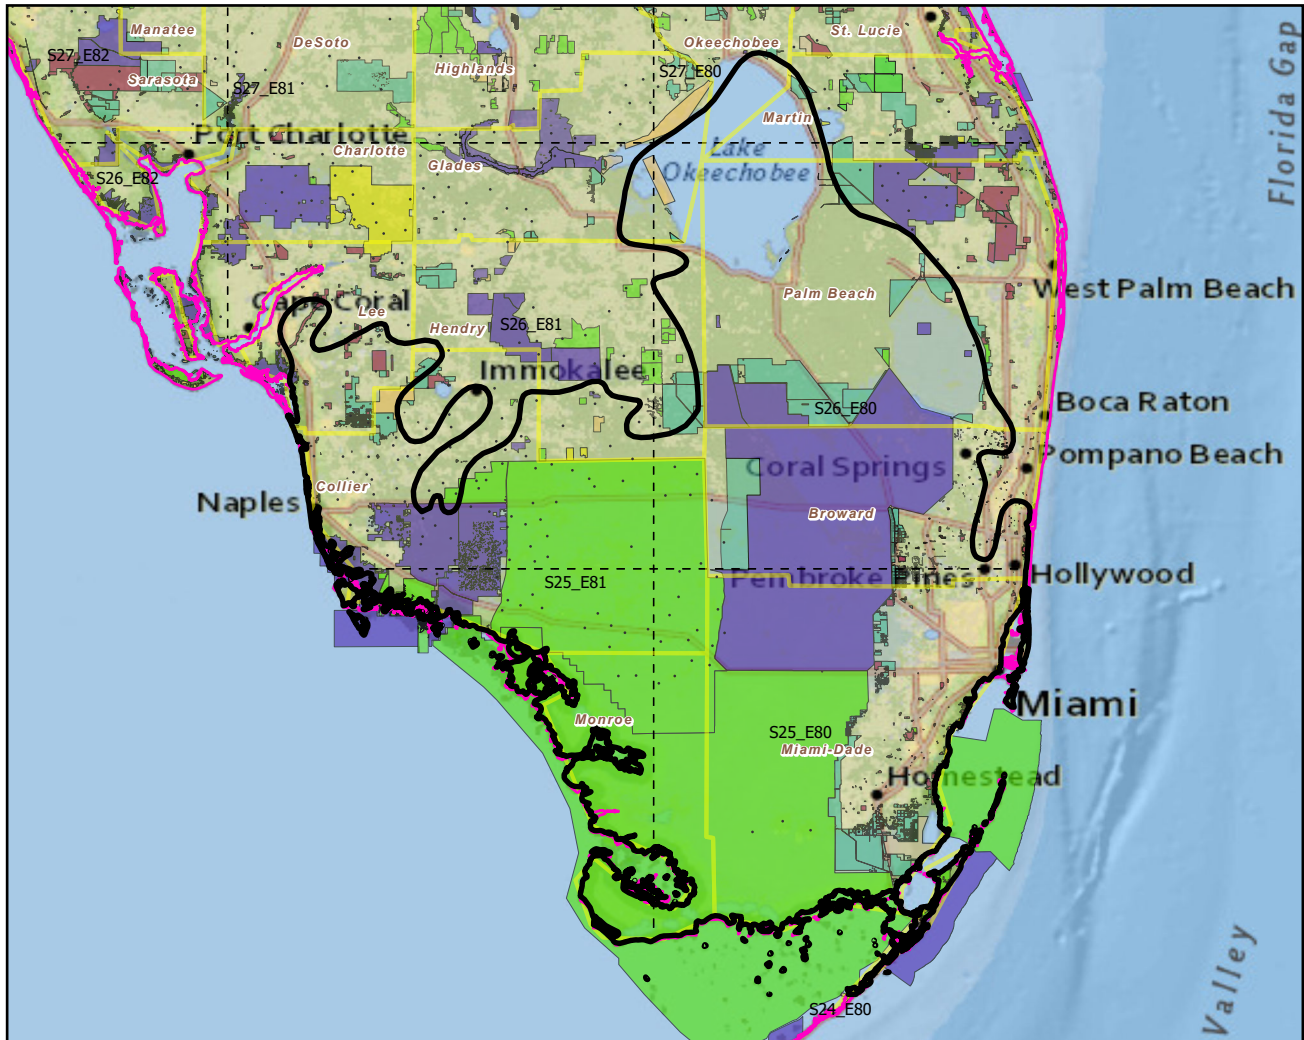 Manatee
DeSoto
Okeechobee
St. Lucie
S27_E82
Highlands
S27_E80
Sarasota
S27_E81
Martin
Port Charlotte
Charlotte
Glades
Lake
Okeechobee
S26_E82
Florida Gap
Palm Beach
West Palm Beach
Cape Coral
Lee
Hendry
S26_E81
Immokalee
S26_E80
Boca Raton
Coral Springs
Pompano Beach
Collier
Naples
Broward
Pembroke Pines
Hollywood
S25_E81
Miami
Monroe
S25_E80
Miami-Dade
Homestead
Valley
S24_E80